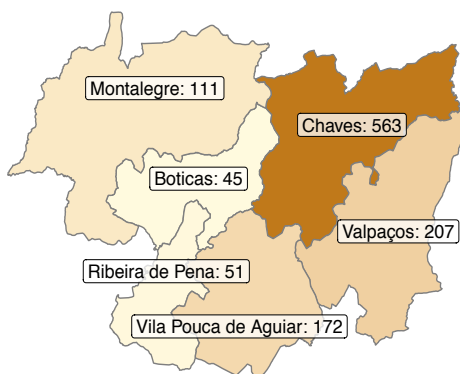 Montalegre: 111
Chaves: 563
Boticas: 45
Valpaços: 207
Ribeira de Pena: 51
Vila Pouca de Aguiar: 172